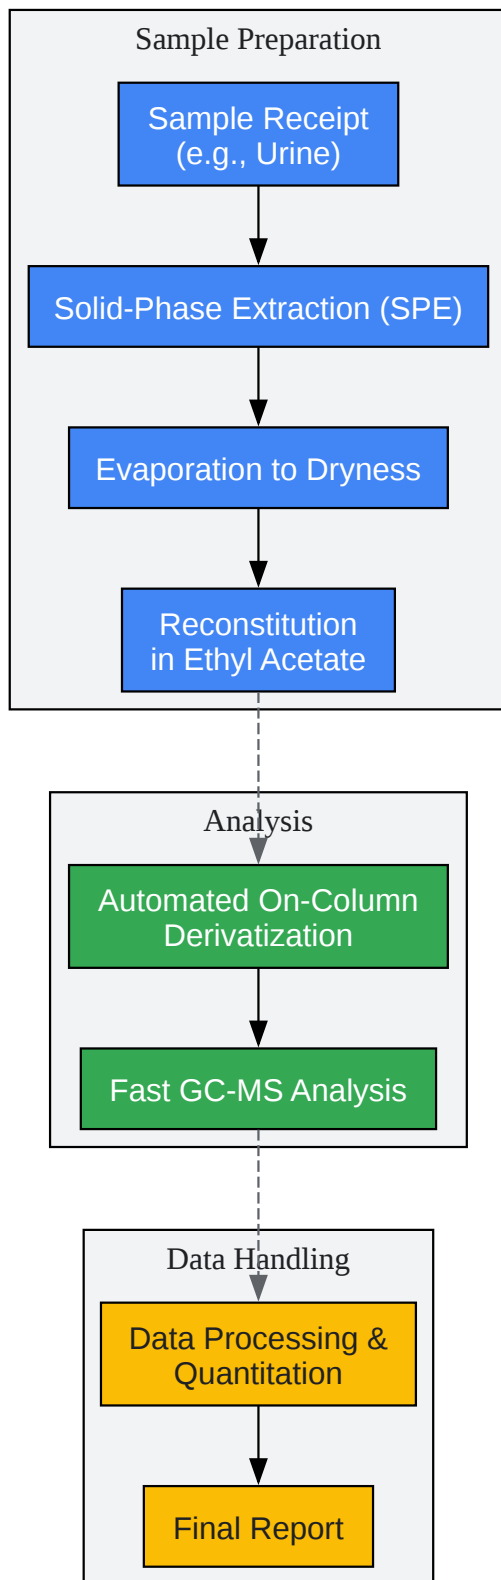 Sample Preparation
Sample Receipt
(e.g., Urine)
Solid-Phase Extraction (SPE)
Evaporation to Dryness
Reconstitution
in Ethyl Acetate
Analysis
Automated On-Column
Derivatization
Fast GC-MS Analysis
Data Handling
Data Processing &
Quantitation
Final Report